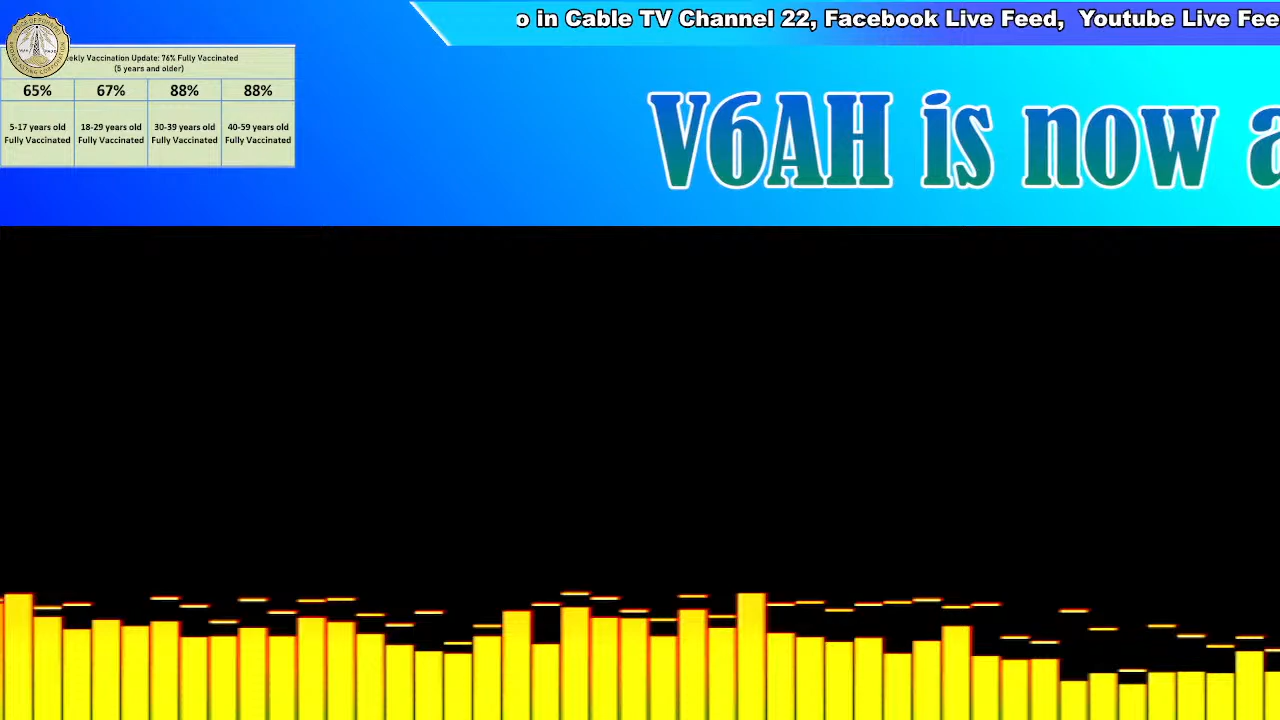 o in Cable TV Channel 22, Facebook Live Feed, Youtube Live Fee
ekly Vaccination Update: 76% Fully Vaccinated
(5 years and older)
65% 67% 88% 88%
5-17 years old 18-29 years old 30-39 years old 40-59 years old
Fully Vaccinated Fully Vaccinated Fully Vaccinated Fully Vaccinated
V6AH is now a